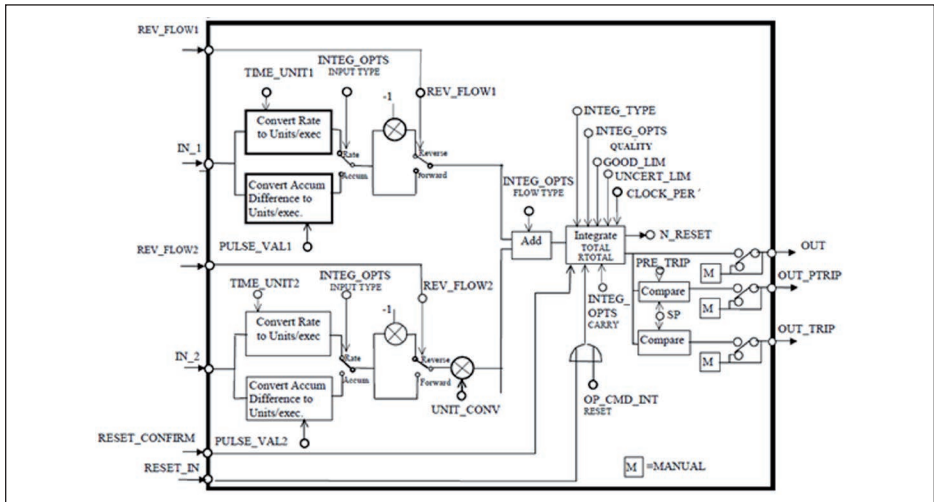 REV_FLOW1
TIME_UNIT1
INTEG_OPTS
INPUT TYPE
REV_FLOW1
-1
Convert Rate
to Units/exec
IN_1
Rate
Accum
Reverse
Forward
Convert Accum
Difference to
Units/exec.
PULSE_VAL1
INTEG_TYPE
INTEG_OPTS
QUALITY
GOOD_LIM
UNCERT_LIM
CLOCK_PER
INTEG_OPTS
FLOW TYPE
Add
Integrate
TOTAL
RTOTAL
N_RESET
OUT
REV_FLOW2
TIME_UNIT2
INTEG_OPTS
INPUT TYPE
REV_FLOW2
-1
Convert Rate
to Units/exec
IN_2
Rate
Accum
Reverse
Forward
Convert Accum
Difference to
Units/exec.
PULSE_VAL2
UNIT_CONV
INTEG_
OPTS
CARRY
PRE_TRIP
Compare
SP
Compare
M
M
M
OUT_PTRIP
OUT_TRIP
OP_CMD_INT
RESET
RESET_CONFIRM
RESET_IN
M =MANUAL